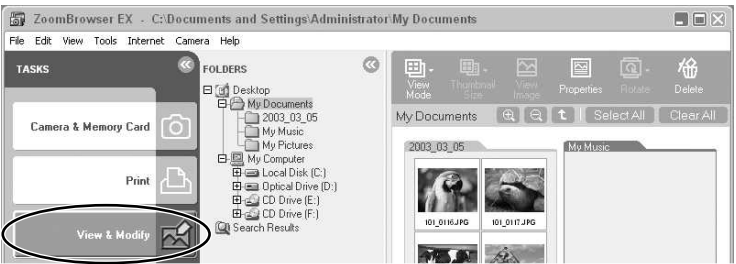 ZoomBrowser EX - C:\Documents and Settings\Administrator\My Documents
File Edit View Tools Internet Camera Help
TASKS
Camera & Memory Card
Print
View & Modify
FOLDERS
Desktop
My Documents
2003_03_05
My Music
My Pictures
My Computer
Local Disk (C:)
Optical Drive (D:)
CD Drive (E:)
CD Drive (F:)
Search Results
View Mode
Thumbnail Size
View Image
Properties
Rotate
Delete
My Documents
Select All
Clear All
2003_03_05
My Music
101_0116.JPG
101_0117.JPG